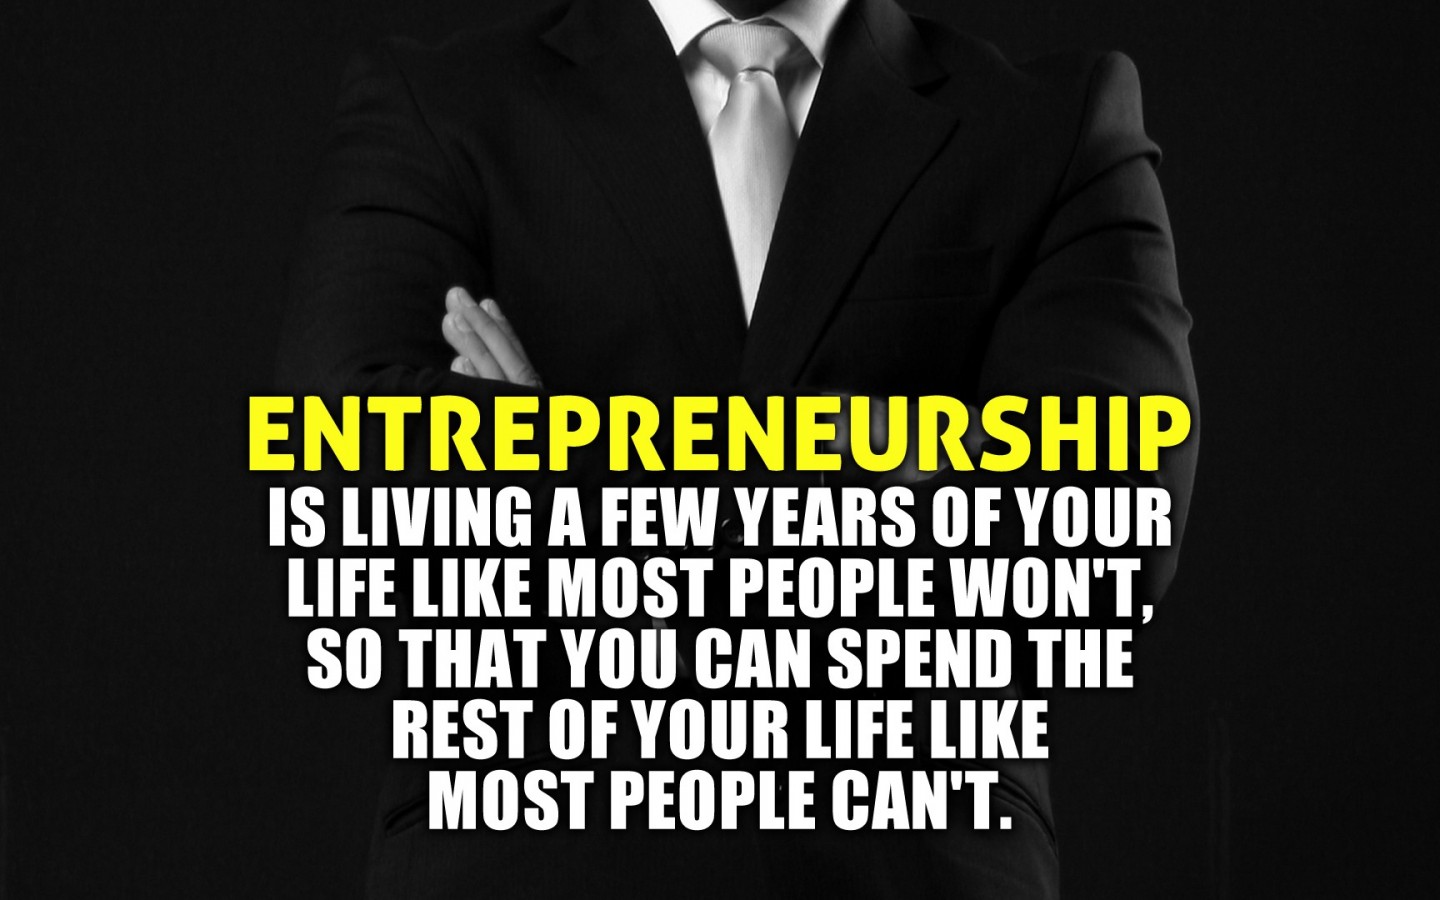 ENTREPRENEURSHIP
IS LIVING A FEW YEARS OF YOUR
LIFE LIKE MOST PEOPLE WON'T,
SO THAT YOU CAN SPEND THE
REST OF YOUR LIFE LIKE
MOST PEOPLE CAN'T.